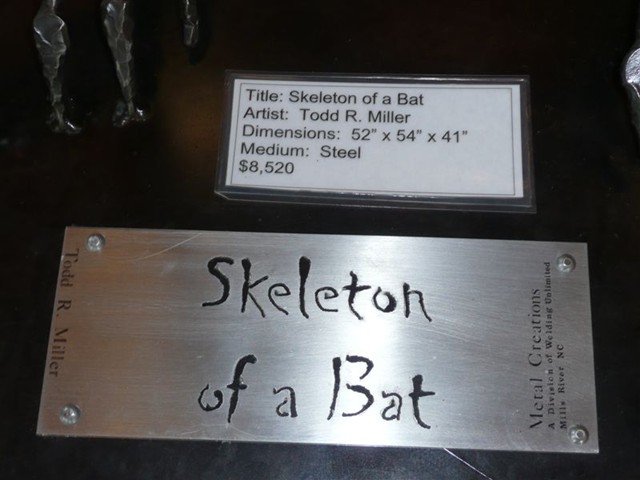 Title: Skeleton of a Bat
Artist: Todd R. Miller
Dimensions: 52" x 54" x 41"
Medium: Steel
$8,520
Todd R. Miller
Skeleton
of a Bat
Metal Creations
A Division of Welding Unlimited
Mills River, NC